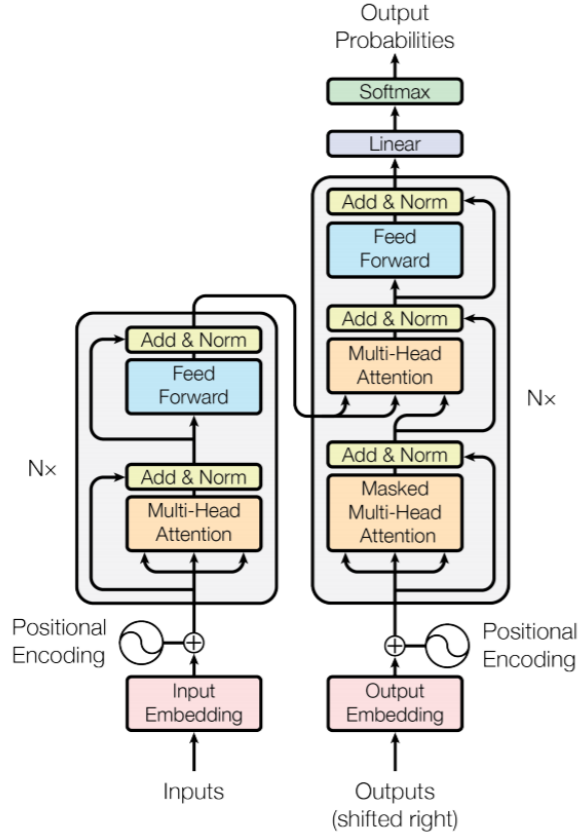 Output
Probabilities
Softmax
Linear
Add & Norm
Feed
Forward
Add & Norm
Multi-Head
Attention
Add & Norm
Masked
Multi-Head
Attention
N×
Add & Norm
Feed
Forward
Add & Norm
Multi-Head
Attention
N×
Positional
Encoding
Positional
Encoding
Input
Embedding
Output
Embedding
Inputs
Outputs
(shifted right)